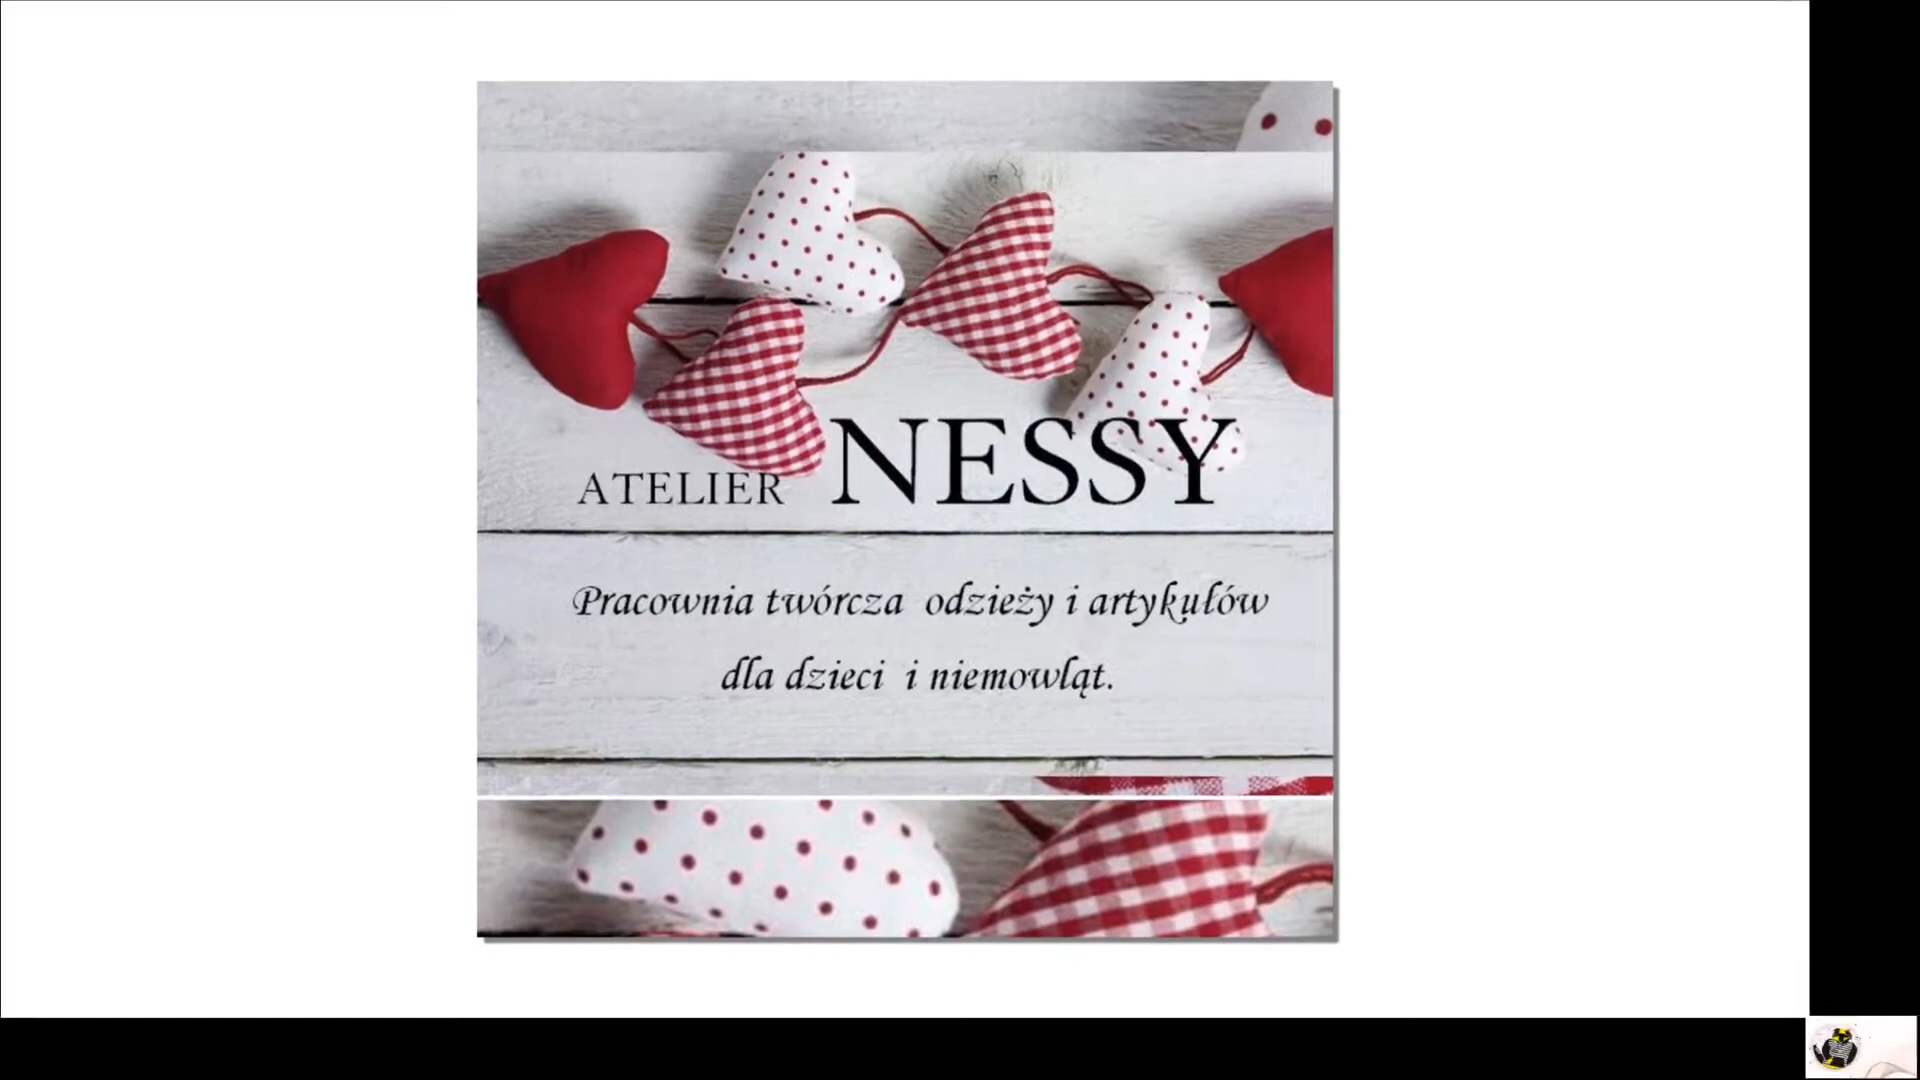 ATELIER NESSY
Pracownia twórcza odzieży i artykułów
dla dzieci i niemowląt.